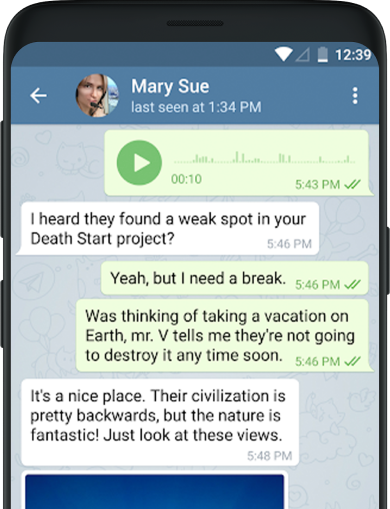 12:39
Mary Sue
last seen at 1:34 PM
00:10
5:43 PM
I heard they found a weak spot in your
Death Start project?
5:46 PM
Yeah, but I need a break.
5:46 PM
Was thinking of taking a vacation on
Earth, mr. V tells me they're not going
to destroy it any time soon.
5:46 PM
It's a nice place. Their civilization is
pretty backwards, but the nature is
fantastic! Just look at these views.
5:48 PM